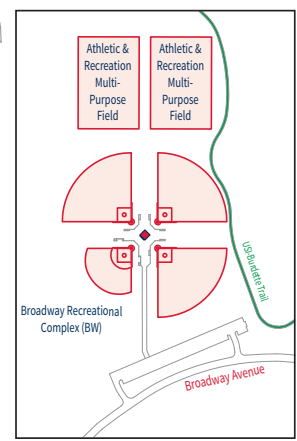 Athletic &
Recreation
Multi-
Purpose
Field
Athletic &
Recreation
Multi-
Purpose
Field
USI-Burdette Trail
Broadway Recreational
Complex (BW)
Broadway Avenue